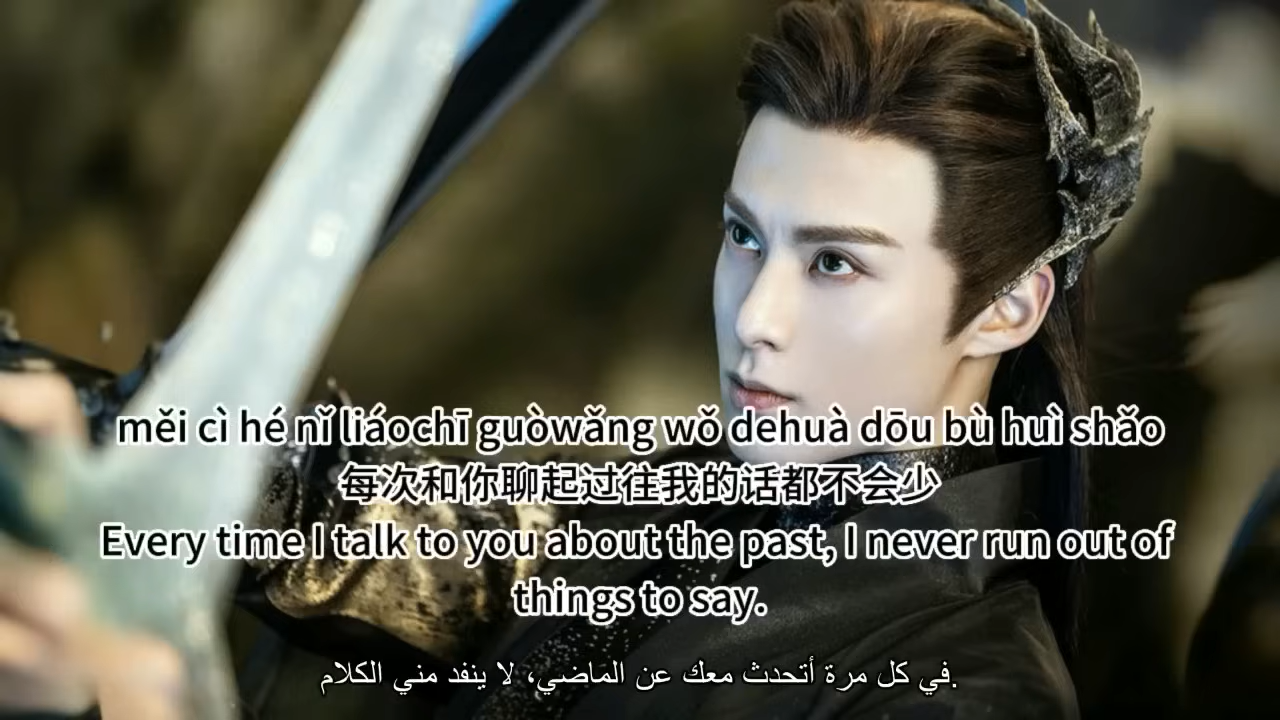 měi cì hé nǐ liáochī guòwǎng wǒ dehuà dōu bù huì shǎo
每次和你聊起过往我的话都不会少
Every time I talk to you about the past, I never run out of
things to say.
في كل مرة أتحدث معك عن الماضي، لا ينفد مني الكلام.